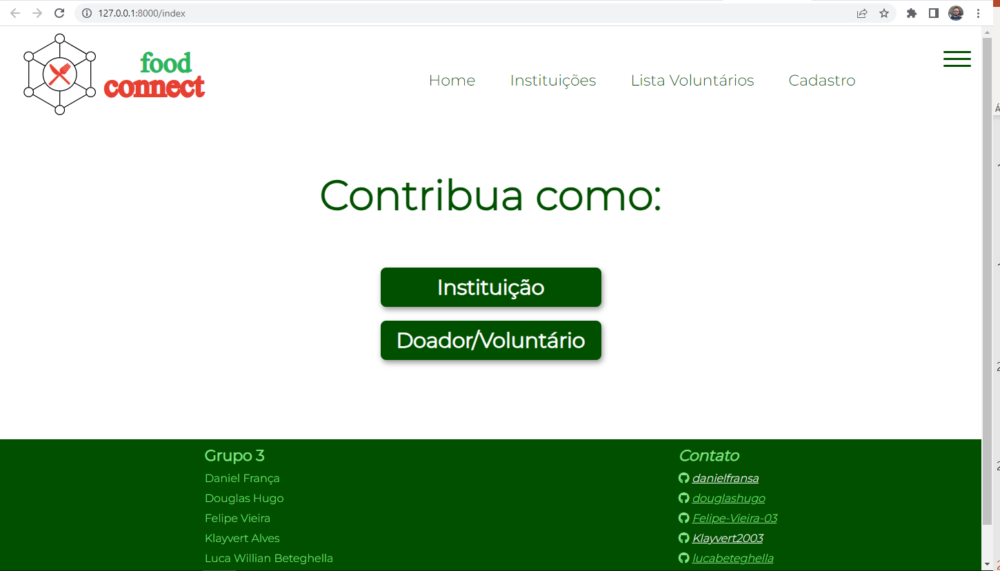 127.0.0.1:8000/index
food
connect
Home Instituições Lista Voluntários Cadastro
Contribua como:
Instituição
Doador/Voluntário
Grupo 3
Daniel França
Douglas Hugo
Felipe Vieira
Klayvert Alves
Luca Willian Beteghella
Contato
danielfransa
douglashugo
Felipe-Vieira-03
Klayvert2003
lucabeteghella